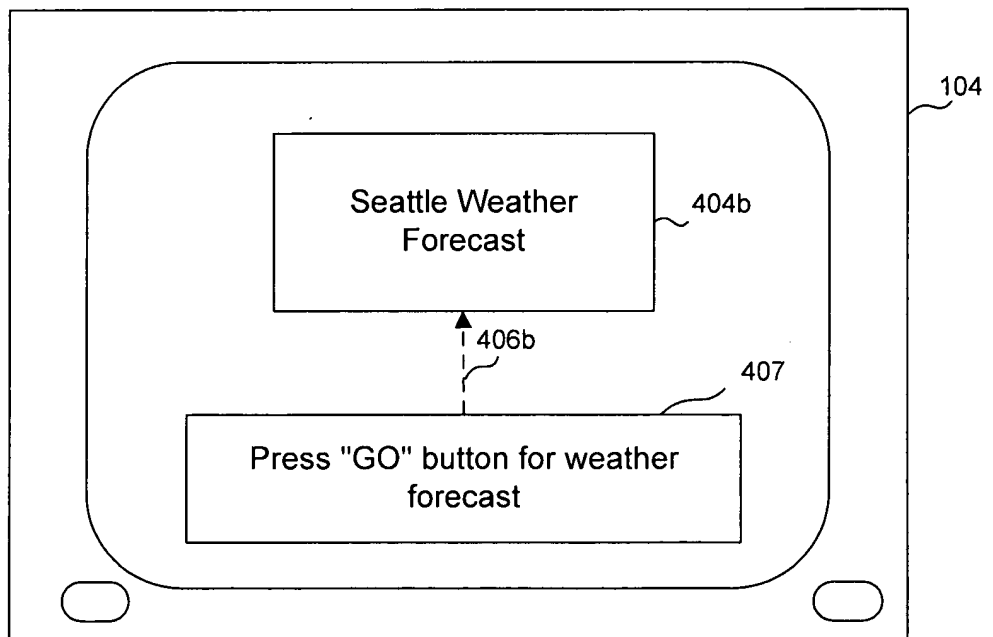 104
Seattle Weather
Forecast
404b
406b
407
Press "GO" button for weather
forecast